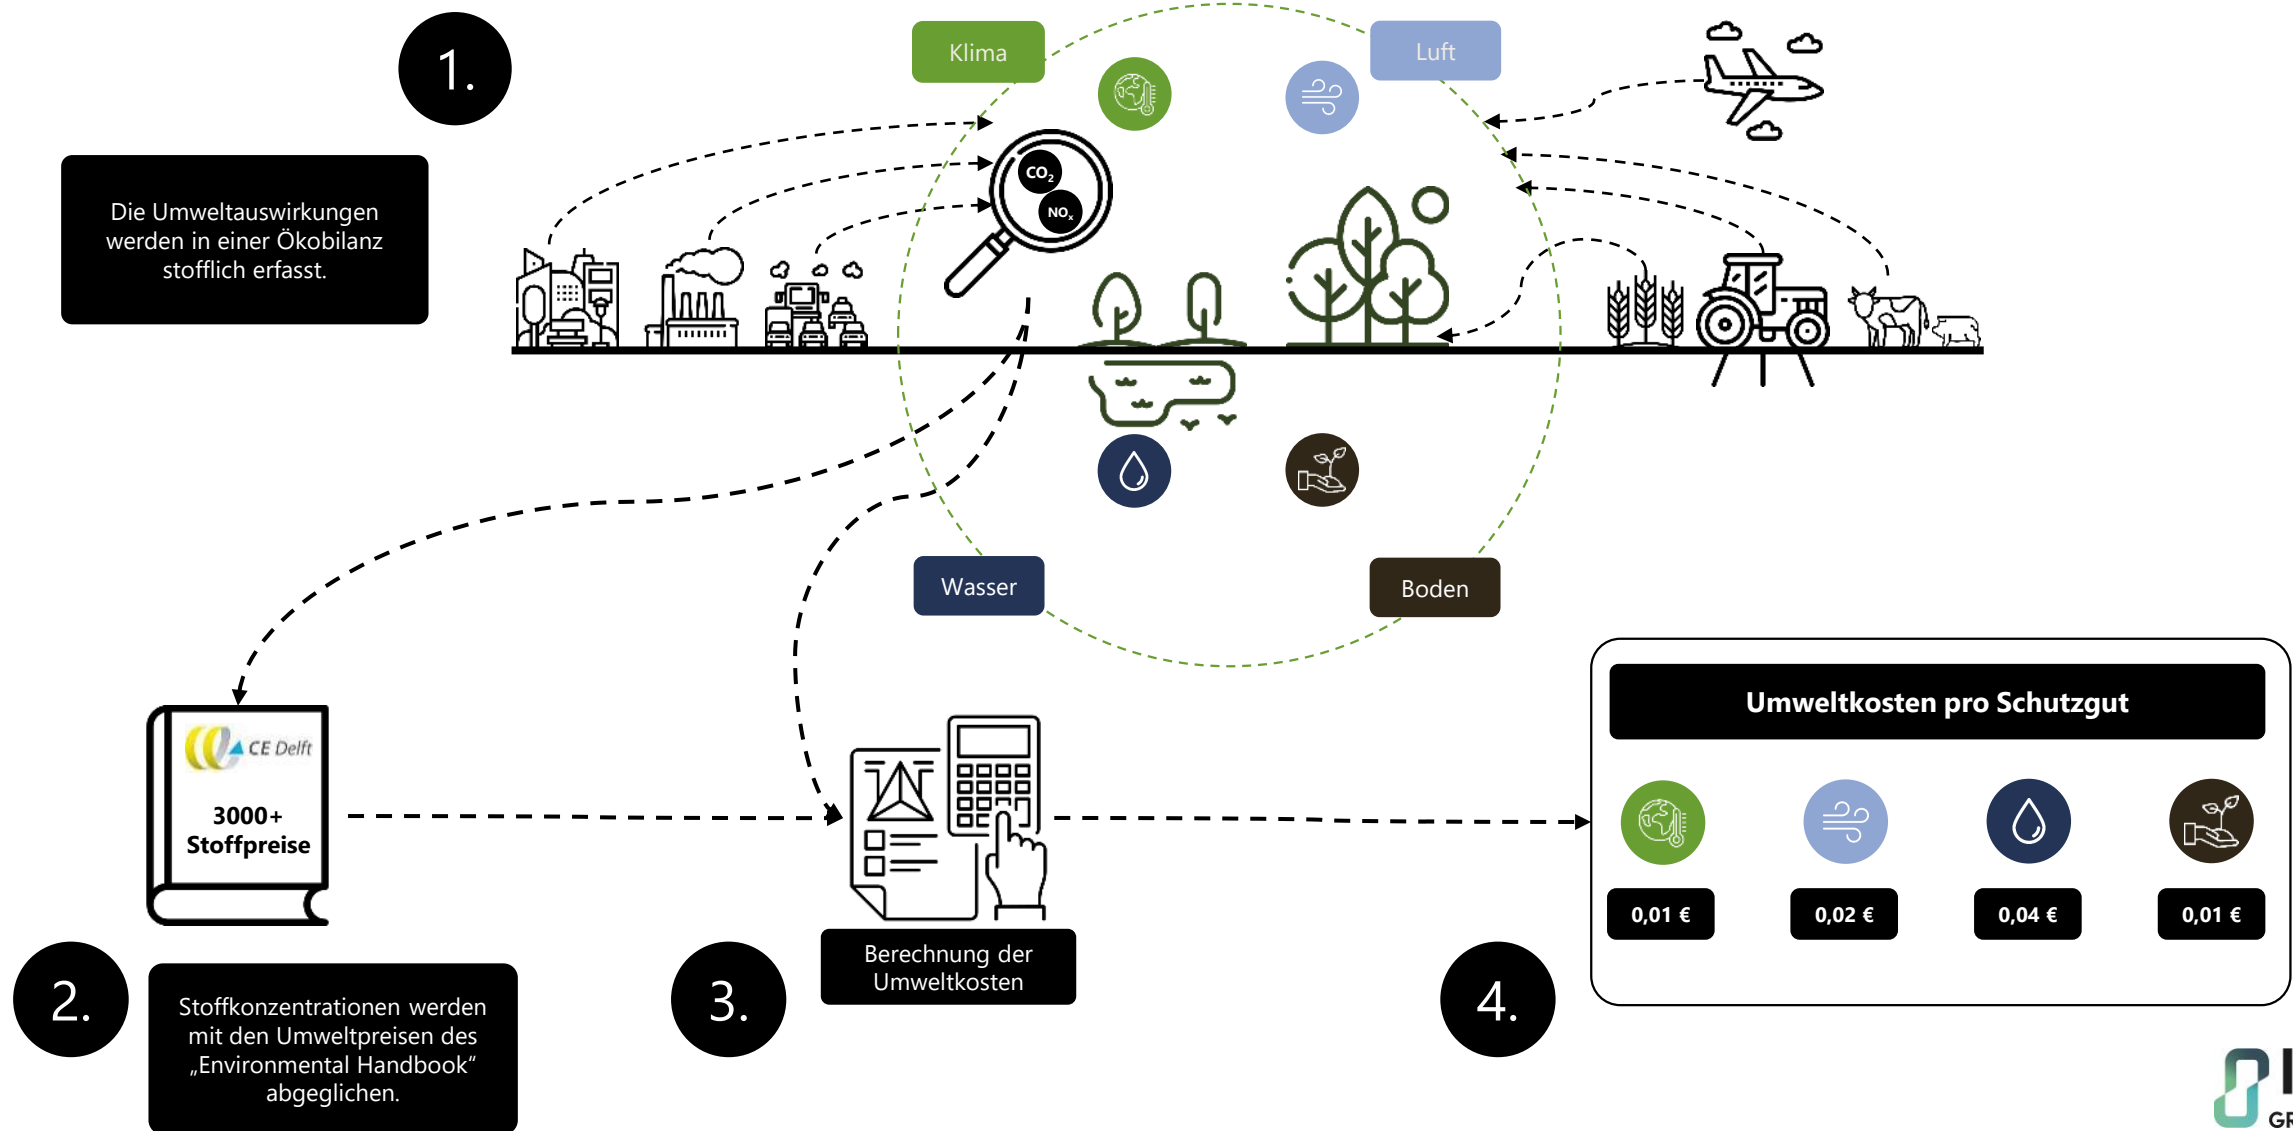 1.
Klima
Luft
Die Umweltauswirkungen
werden in einer Ökobilanz
stofflich erfasst.
CO₂
NOₓ
Wasser
Boden
CE Delft
3000+
Stoffpreise
2.
Stoffkonzentrationen werden
mit den Umweltpreisen des
„Environmental Handbook“
abgeglichen.
3.
Berechnung der
Umweltkosten
4.
Umweltkosten pro Schutzgut
0,01 €
0,02 €
0,04 €
0,01 €